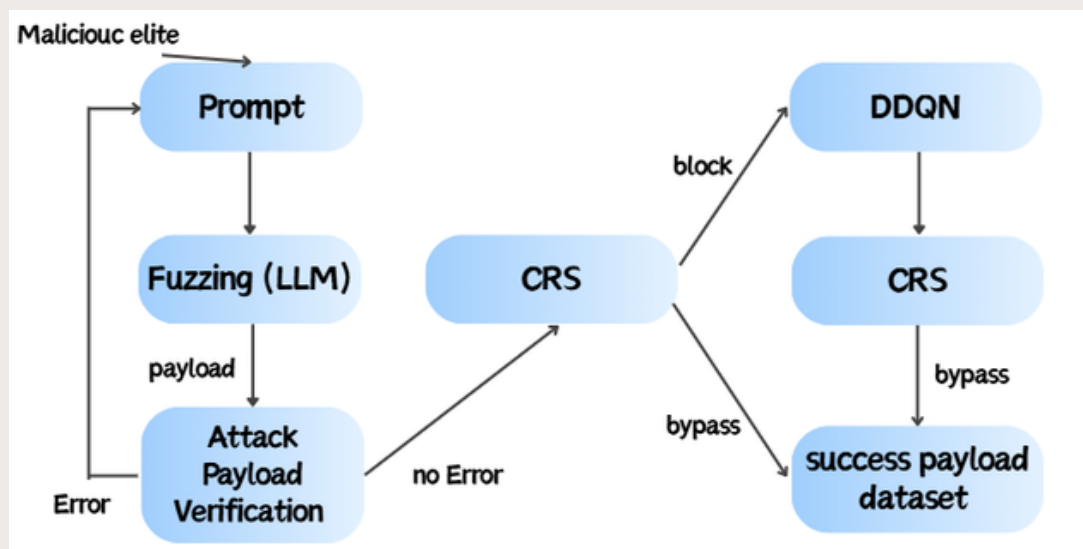 Maliciouc elite
Prompt
DDQN
block
Fuzzing (LLM)
CRS
CRS
payload
bypass
bypass
Attack
Payload
Verification
no Error
Error
success payload
dataset